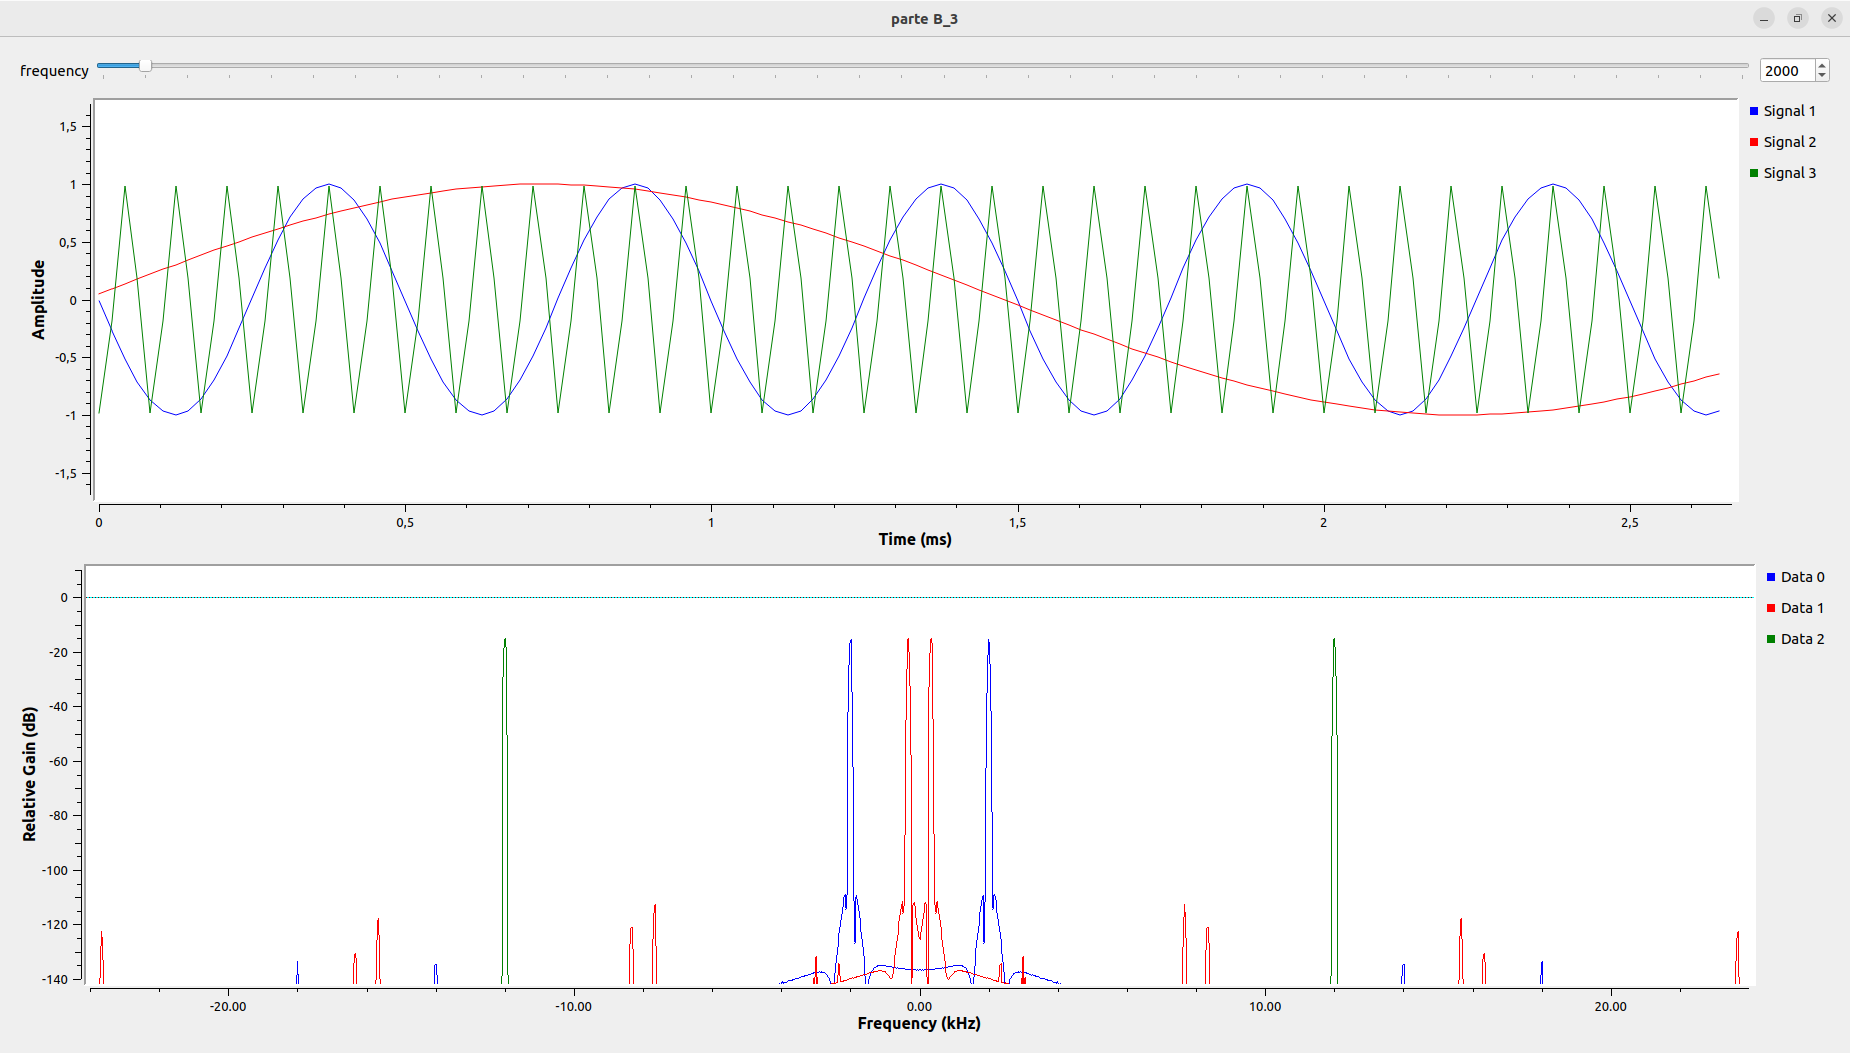 parte B_3
frequency
2000
Signal 1
Signal 2
Signal 3
1,5
1
0,5
0
-0,5
-1
-1,5
Amplitude
0 0,5 1 1,5 2 2,5
Time (ms)
Data 0
Data 1
Data 2
0
-20
-40
-60
-80
-100
-120
-140
Relative Gain (dB)
-20.00 -10.00 0.00 10.00 20.00
Frequency (kHz)